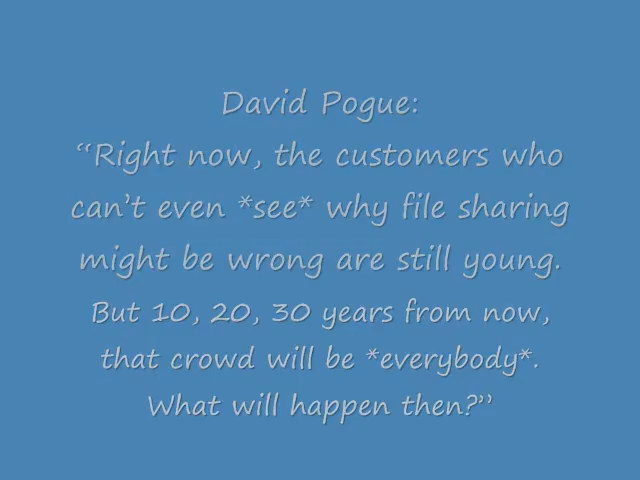 David Pogue:
“Right now, the customers who
can’t even *see* why file sharing
might be wrong are still young.
But 10, 20, 30 years from now,
that crowd will be *everybody*.
What will happen then?”